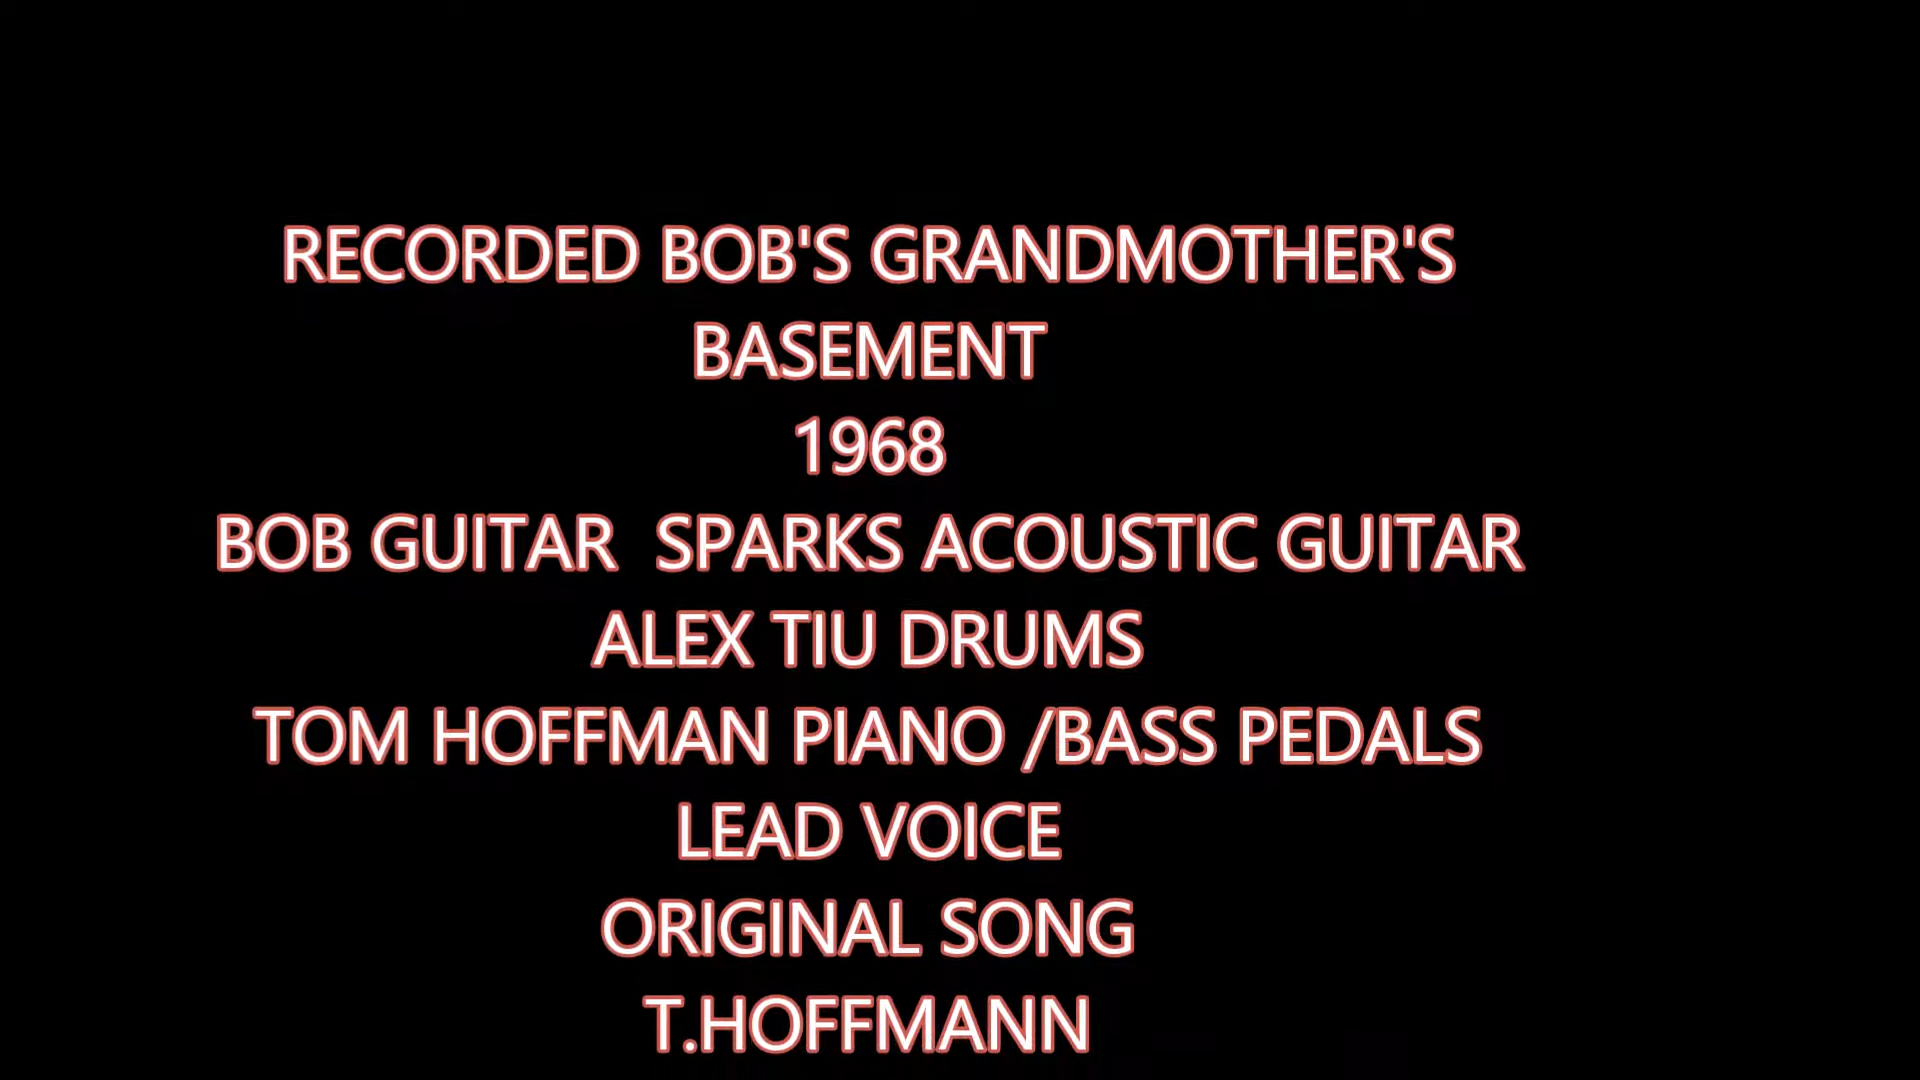 RECORDED BOB'S GRANDMOTHER'S
BASEMENT
1968
BOB GUITAR  SPARKS ACOUSTIC GUITAR
ALEX TIU DRUMS
TOM HOFFMAN PIANO /BASS PEDALS
LEAD VOICE
ORIGINAL SONG
T.HOFFMANN